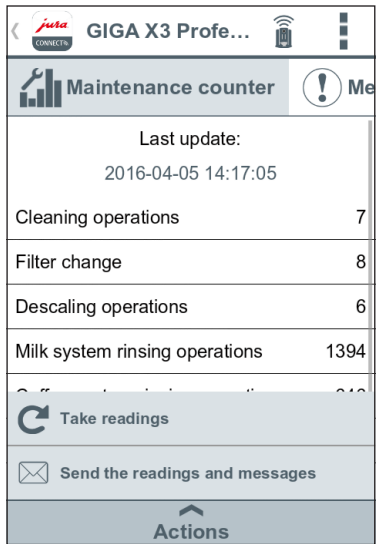 jura
CONNECT®
GIGA X3 Profe...
Maintenance counter
Me
Last update:
2016-04-05 14:17:05
Cleaning operations 7
Filter change 8
Descaling operations 6
Milk system rinsing operations 1394
Take readings
Send the readings and messages
Actions